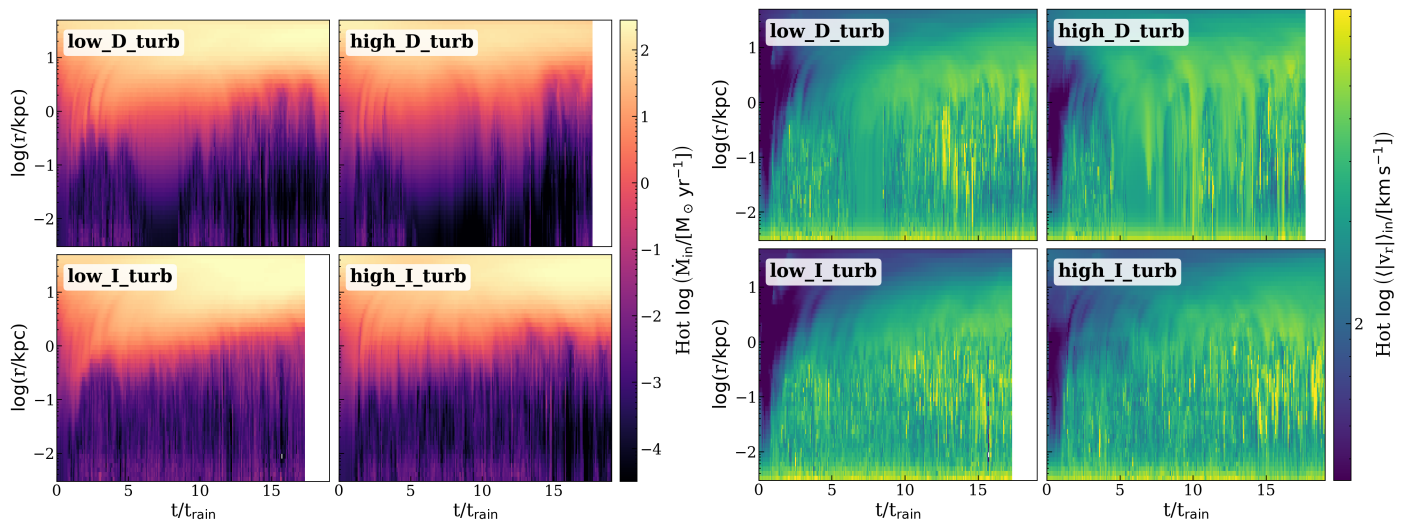 low_D_turb
high_D_turb
low_I_turb
high_I_turb
log(r/kpc)
1
0
−1
−2
log(r/kpc)
1
0
−1
−2
0
5
10
15
0
5
10
15
t/t_rain
t/t_rain
2
1
0
−1
−2
−3
−4
Hot log (Ṁ_in/[M_⊙ yr⁻¹])
low_D_turb
high_D_turb
low_I_turb
high_I_turb
log(r/kpc)
1
0
−1
−2
log(r/kpc)
1
0
−1
−2
0
5
10
15
0
5
10
15
t/t_rain
t/t_rain
2
Hot log (⟨|v_r|⟩_in/[km s⁻¹])